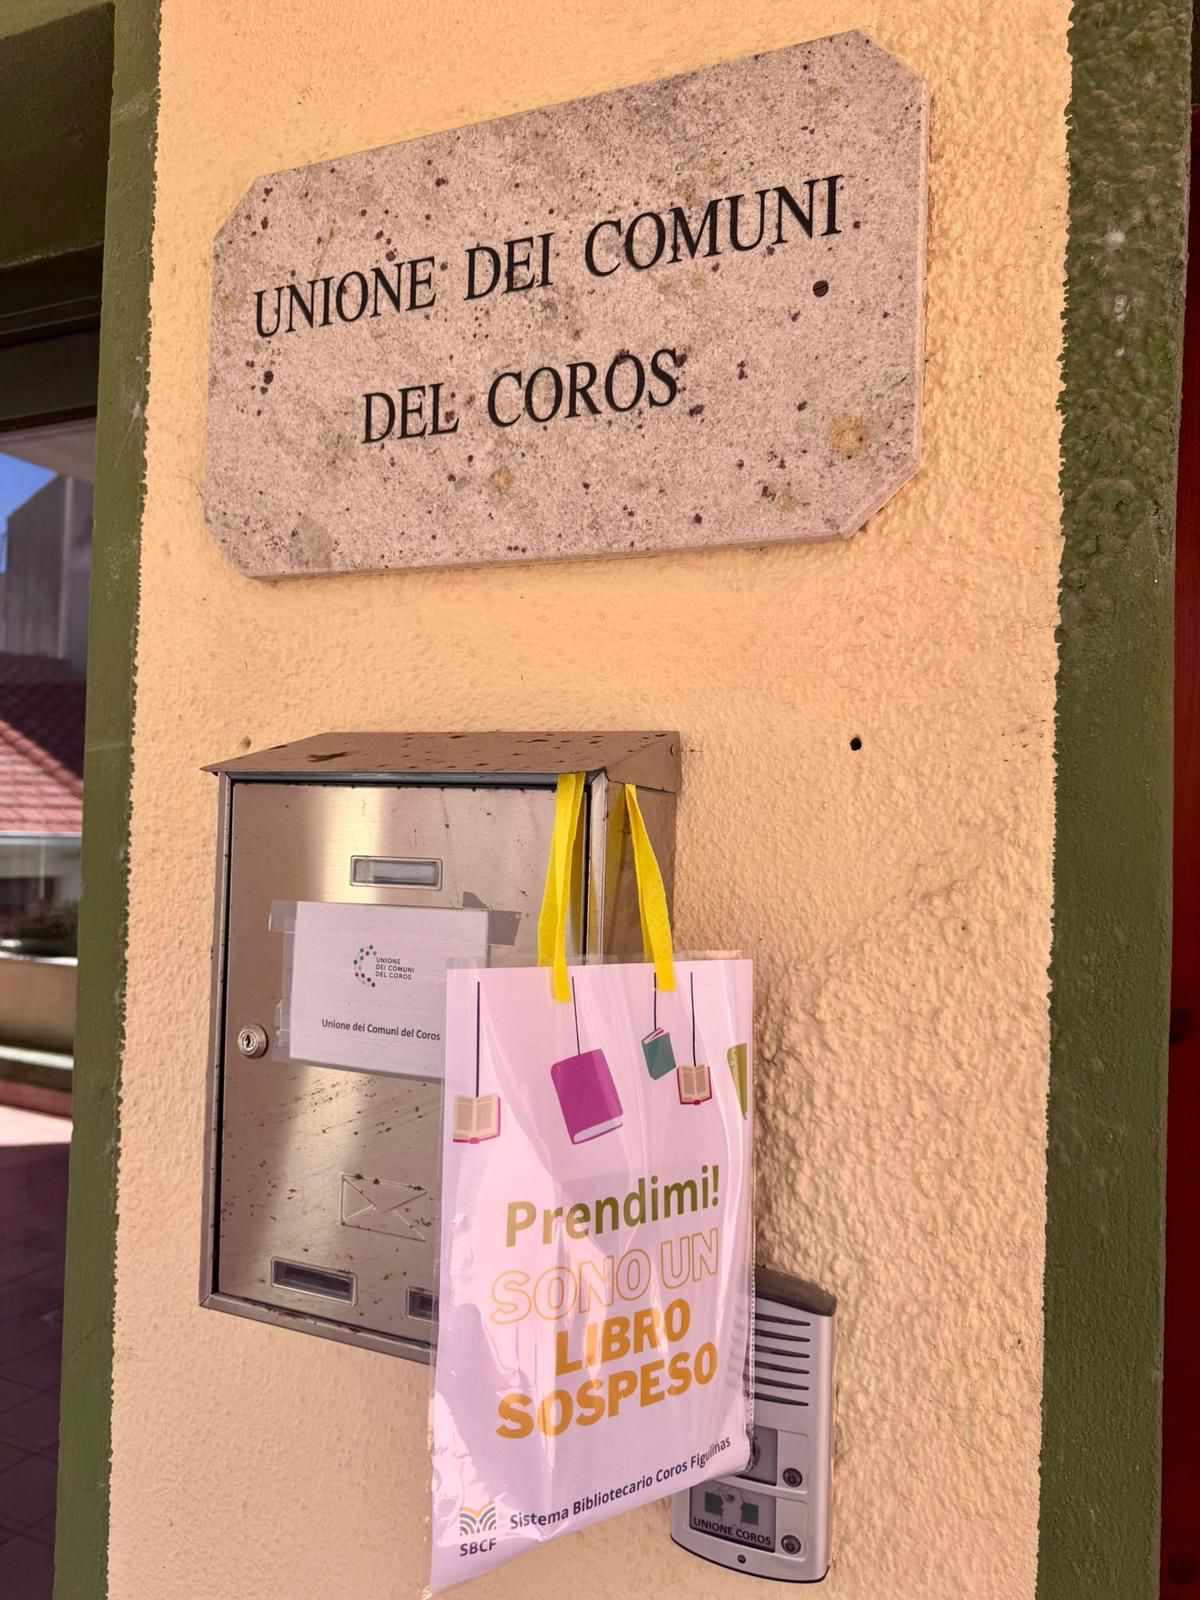 UNIONE DEI COMUNI
DEL COROS
UNIONE
DEI COMUNI
DEL COROS
Unione dei Comuni del Coros
Prendimi!
SONO UN
LIBRO
SOSPESO
Sistema Bibliotecario Coros Figulinas
SBCF
UNIONE COROS